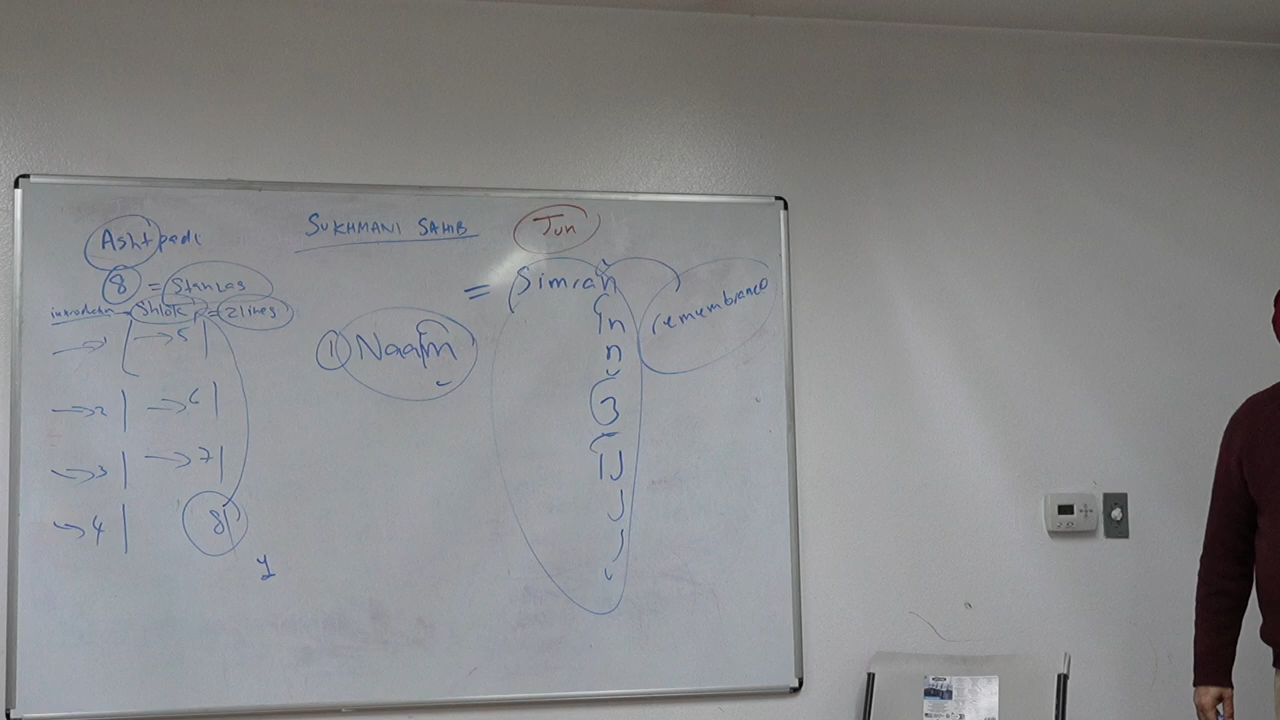 SUKHMANI SAHIB
Jun
Ashtpadi
8 = Stanzas
introduction - Shlok = 2 lines
→ 1 → 5
→ 2 → 6
→ 3 → 7
→ 4 8
1 Naam
= Simran
remembrance